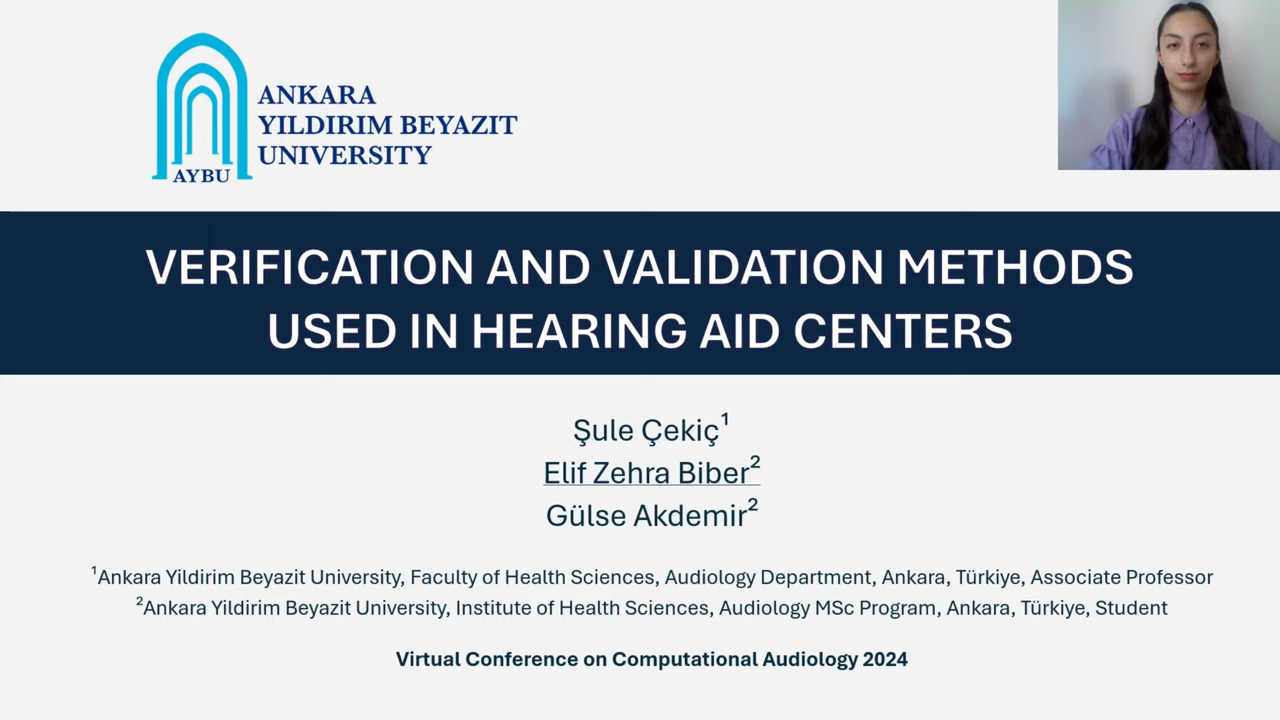 ANKARA
YILDIRIM BEYAZIT
UNIVERSITY
AYBU
VERIFICATION AND VALIDATION METHODS
USED IN HEARING AID CENTERS
Şule Çekiç¹
Elif Zehra Biber²
Gülse Akdemir²
¹Ankara Yildirim Beyazit University, Faculty of Health Sciences, Audiology Department, Ankara, Türkiye, Associate Professor
²Ankara Yildirim Beyazit University, Institute of Health Sciences, Audiology MSc Program, Ankara, Türkiye, Student
Virtual Conference on Computational Audiology 2024